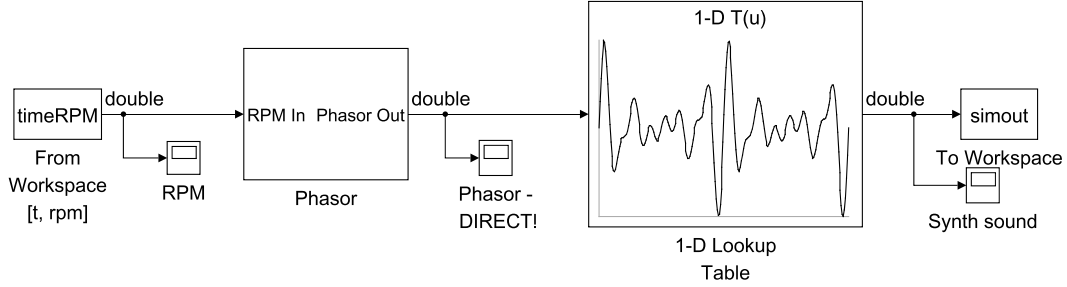 1-D T(u)
double
double
double
timeRPM
RPM In Phasor Out
simout
From
Workspace
[t, rpm]
RPM
Phasor
Phasor -
DIRECT!
To Workspace
Synth sound
1-D Lookup
Table